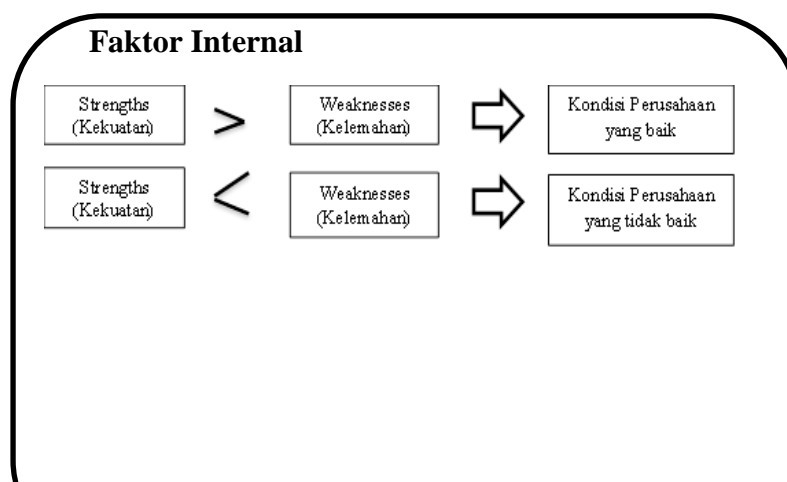 Faktor Internal
Strengths
(Kekuatan)
>
Weaknesses
(Kelemahan)
Kondisi Perusahaan
yang baik
Strengths
(Kekuatan)
<
Weaknesses
(Kelemahan)
Kondisi Perusahaan
yang tidak baik